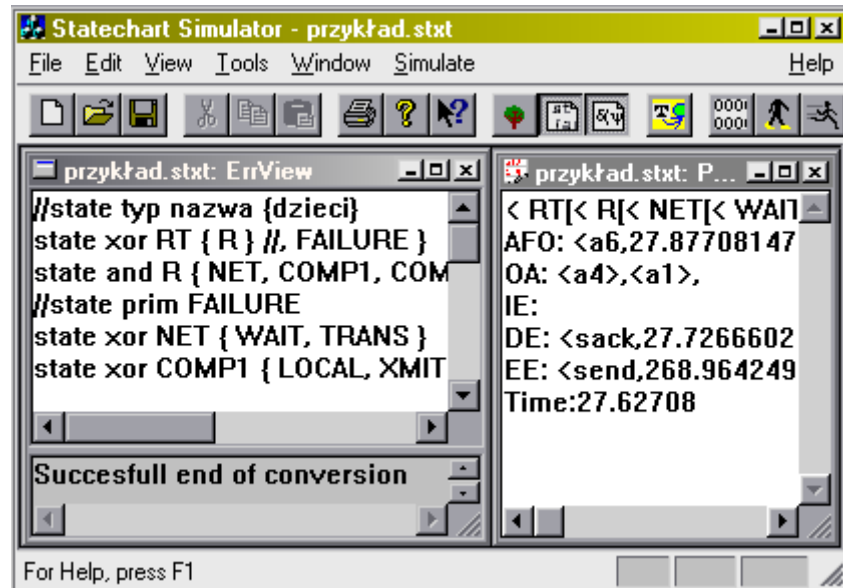 Statechart Simulator - przykład.stxt
File Edit View Tools Window Simulate Help
przykład.stxt: ErrView
//state typ nazwa {dzieci}
state xor RT { R } //, FAILURE }
state and R { NET, COMP1, COM
//state prim FAILURE
state xor NET { WAIT, TRANS }
state xor COMP1 { LOCAL, XMIT
Succesfull end of conversion
przykład.stxt: P...
< RT[< R[< NET[< WAIT
AFO: <a6,27.87708147
OA: <a4>,<a1>,
IE:
DE: <sack,27.7266602
EE: <send,268.964249
Time:27.62708
For Help, press F1